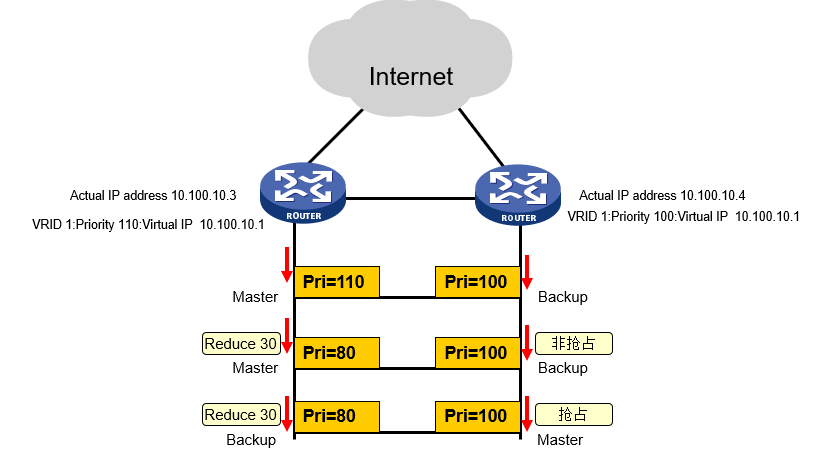 Internet
ROUTER
ROUTER
Actual IP address 10.100.10.3
VRID 1:Priority 110:Virtual IP  10.100.10.1
Actual IP address 10.100.10.4
VRID 1:Priority 100:Virtual IP  10.100.10.1
Pri=110
Pri=100
Master
Backup
Reduce 30
Pri=80
Pri=100
非抢占
Master
Backup
Reduce 30
Pri=80
Pri=100
抢占
Backup
Master